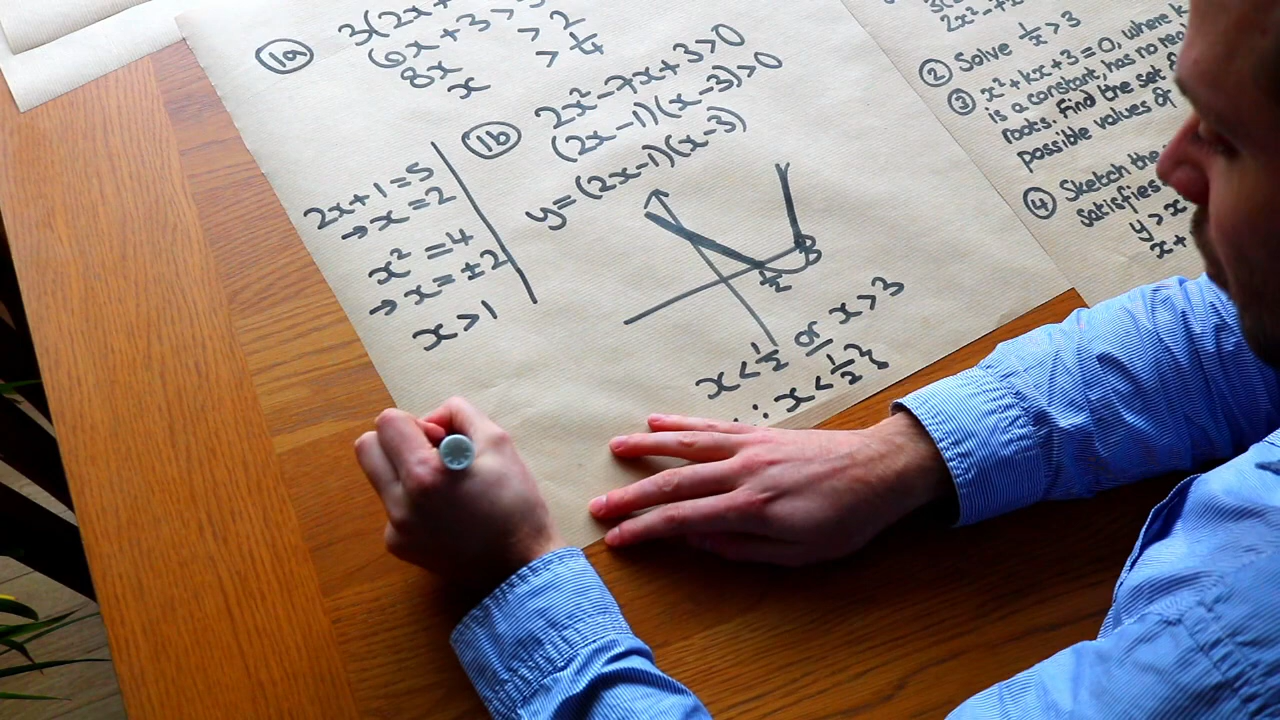 1a 3(2x+
6x+3>5
8x > 2
x > 1/4
2x+1=5
→ x=2
x²=4
→ x=±2
x>1
1b 2x²-7x+3>0
(2x-1)(x-3)>0
y=(2x-1)(x-3)
1/2 3
x<1/2 or x>3
: x<1/2}
2x²-7x
2 Solve 1/x>3
3 x²+kx+3=0, where k
is a constant, has no real
roots. Find the set of
possible values of
4 Sketch the
satisfies
y>x
x+